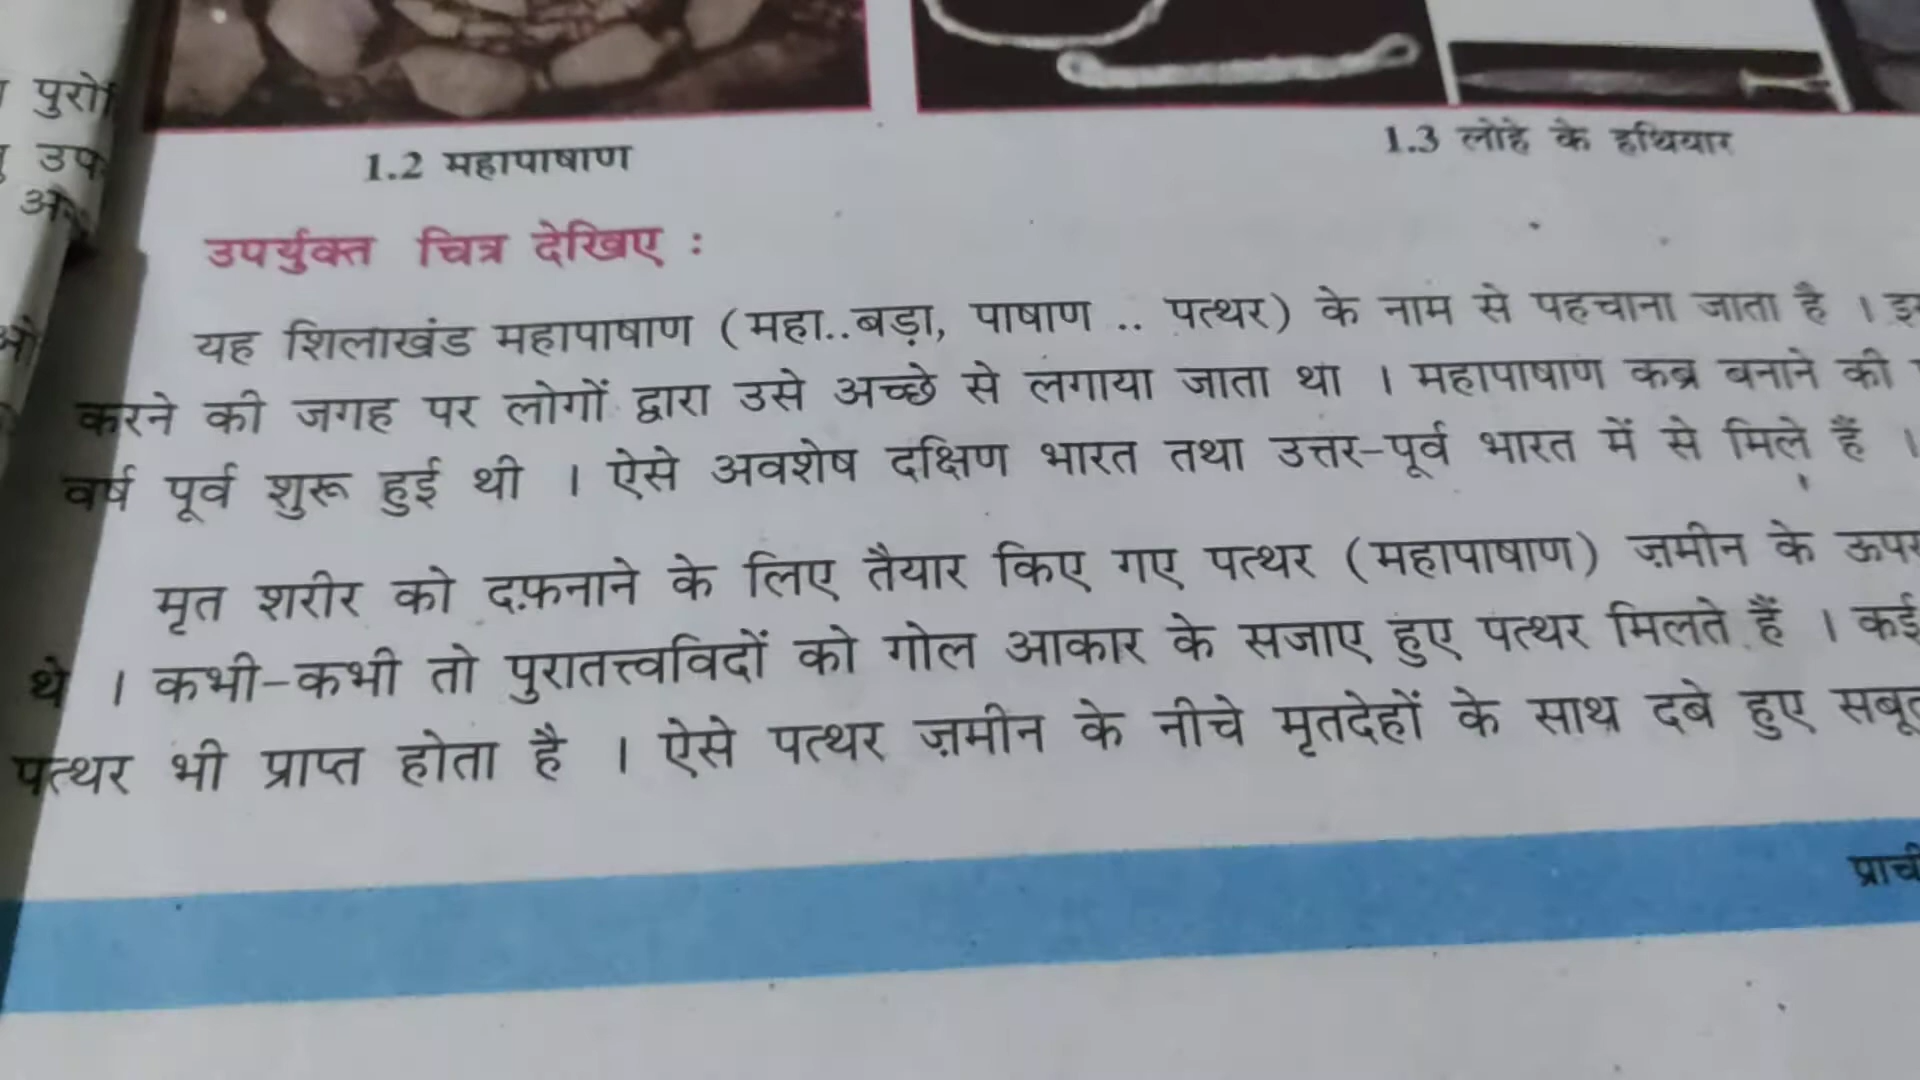 पुरो
उप
1.2 महापाषाण
1.3 लोहे के हथियार
उपर्युक्त चित्र देखिए :
यह शिलाखंड महापाषाण (महा..बड़ा, पाषाण .. पत्थर) के नाम से पहचाना जाता है ।
करने की जगह पर लोगों द्वारा उसे अच्छे से लगाया जाता था । महापाषाण कब्र बनाने की
वर्ष पूर्व शुरू हुई थी । ऐसे अवशेष दक्षिण भारत तथा उत्तर-पूर्व भारत में से मिले हैं ।
मृत शरीर को दफ़नाने के लिए तैयार किए गए पत्थर (महापाषाण) ज़मीन के ऊपर
थे । कभी-कभी तो पुरातत्त्वविदों को गोल आकार के सजाए हुए पत्थर मिलते हैं । कई
पत्थर भी प्राप्त होता है । ऐसे पत्थर ज़मीन के नीचे मृतदेहों के साथ दबे हुए सबूत
प्राची